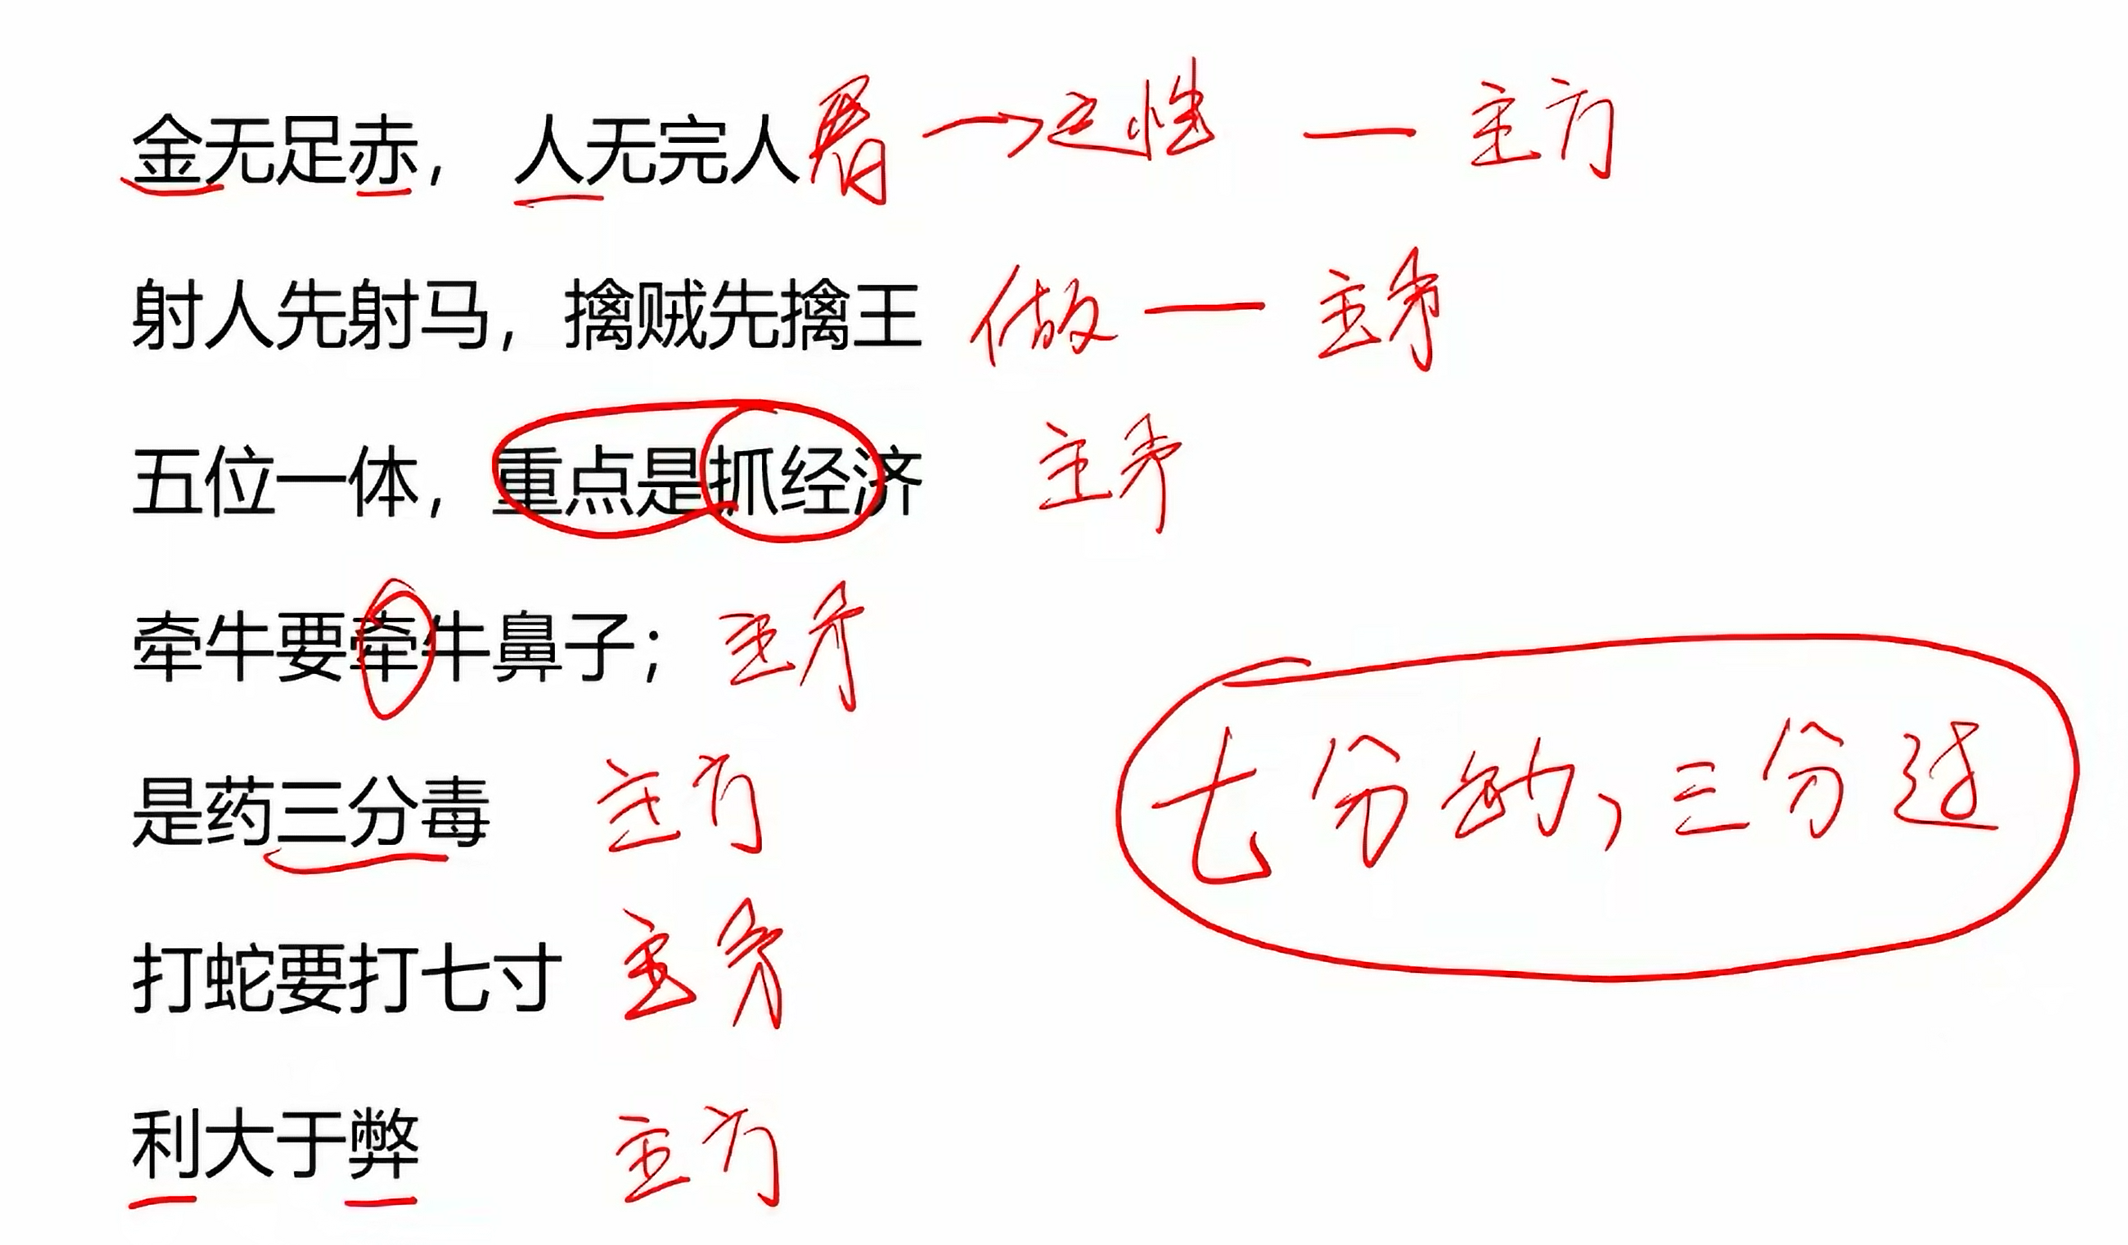 金无足赤， 人无完人 看 → 定性 — 主方
射人先射马，擒贼先擒王 做 — 主矛
五位一体，重点是抓经济 主矛
牵牛要牵牛鼻子； 主矛
是药三分毒 主方
七分功，三分过
打蛇要打七寸 主矛
利大于弊 主方